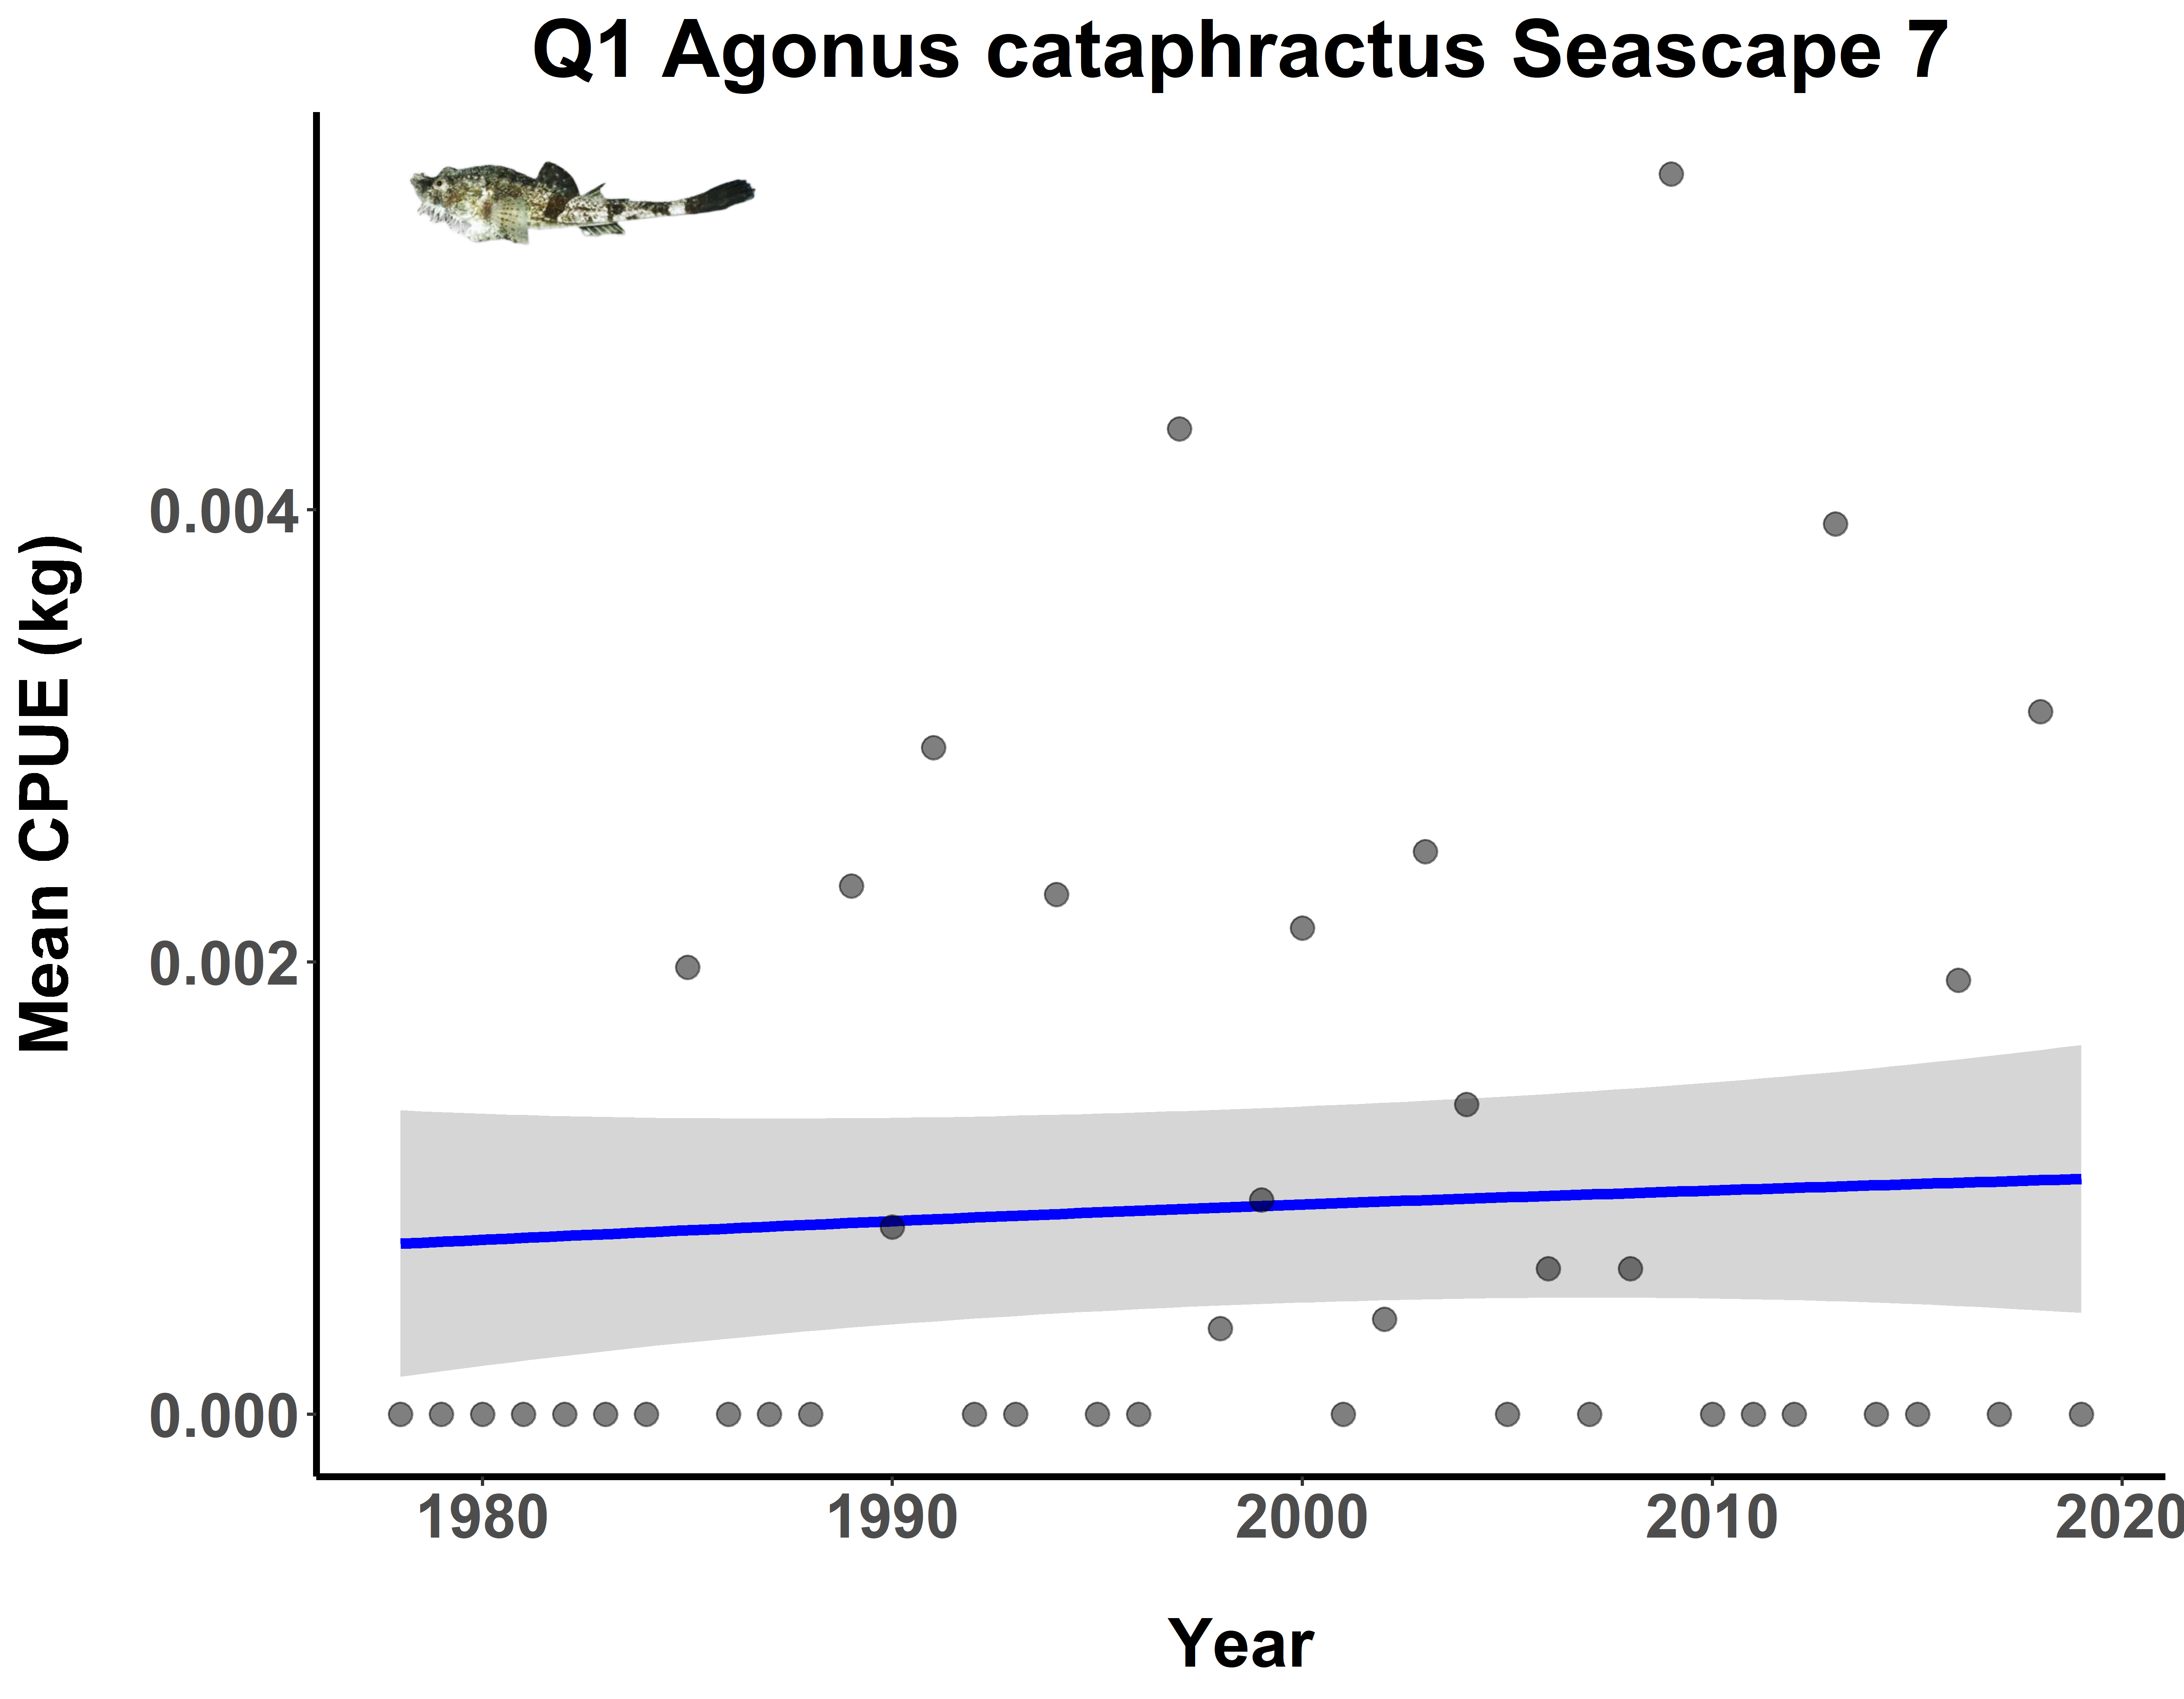 Q1 Agonus cataphractus Seascape 7
Mean CPUE (kg)
0.004
0.002
0.000
1980 1990 2000 2010 2020
Year